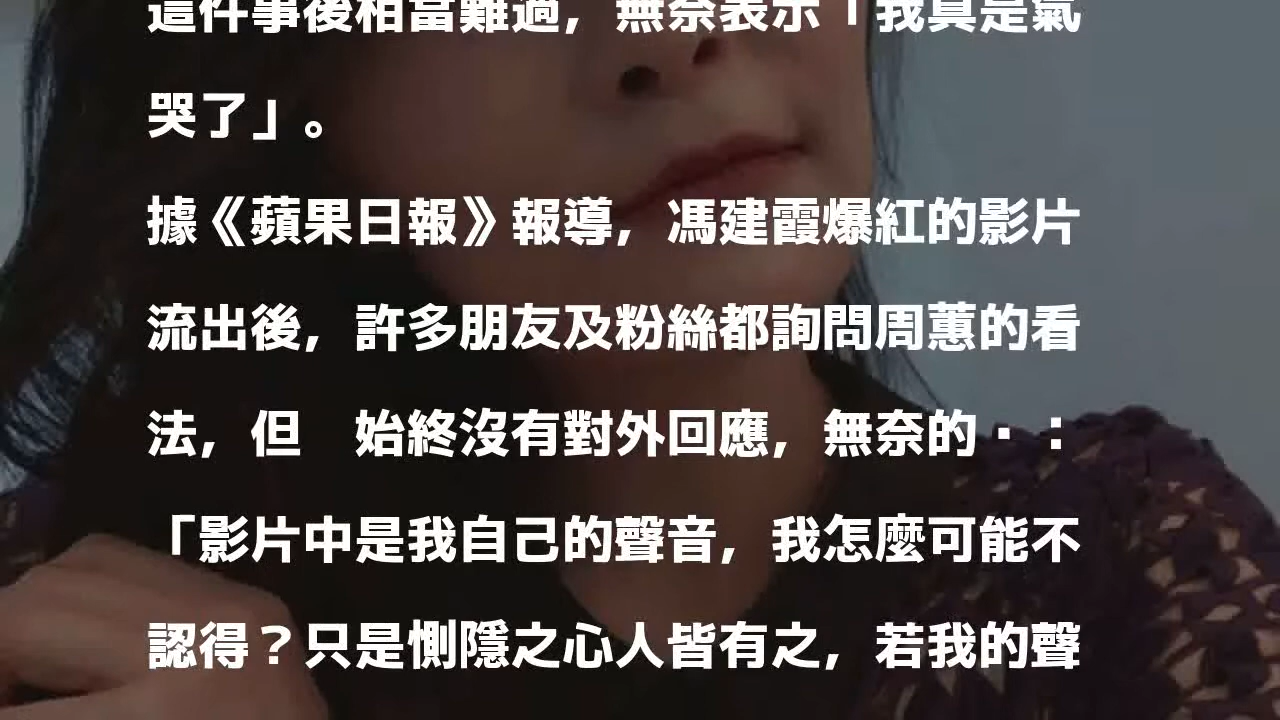 這件事後相當難過，無奈表示「我真是氣
哭了」。
據《蘋果日報》報導，馮建霞爆紅的影片
流出後，許多朋友及粉絲都詢問周蕙的看
法，但　始終沒有對外回應，無奈的·：
「影片中是我自己的聲音，我怎麼可能不
認得？只是惻隱之心人皆有之，若我的聲